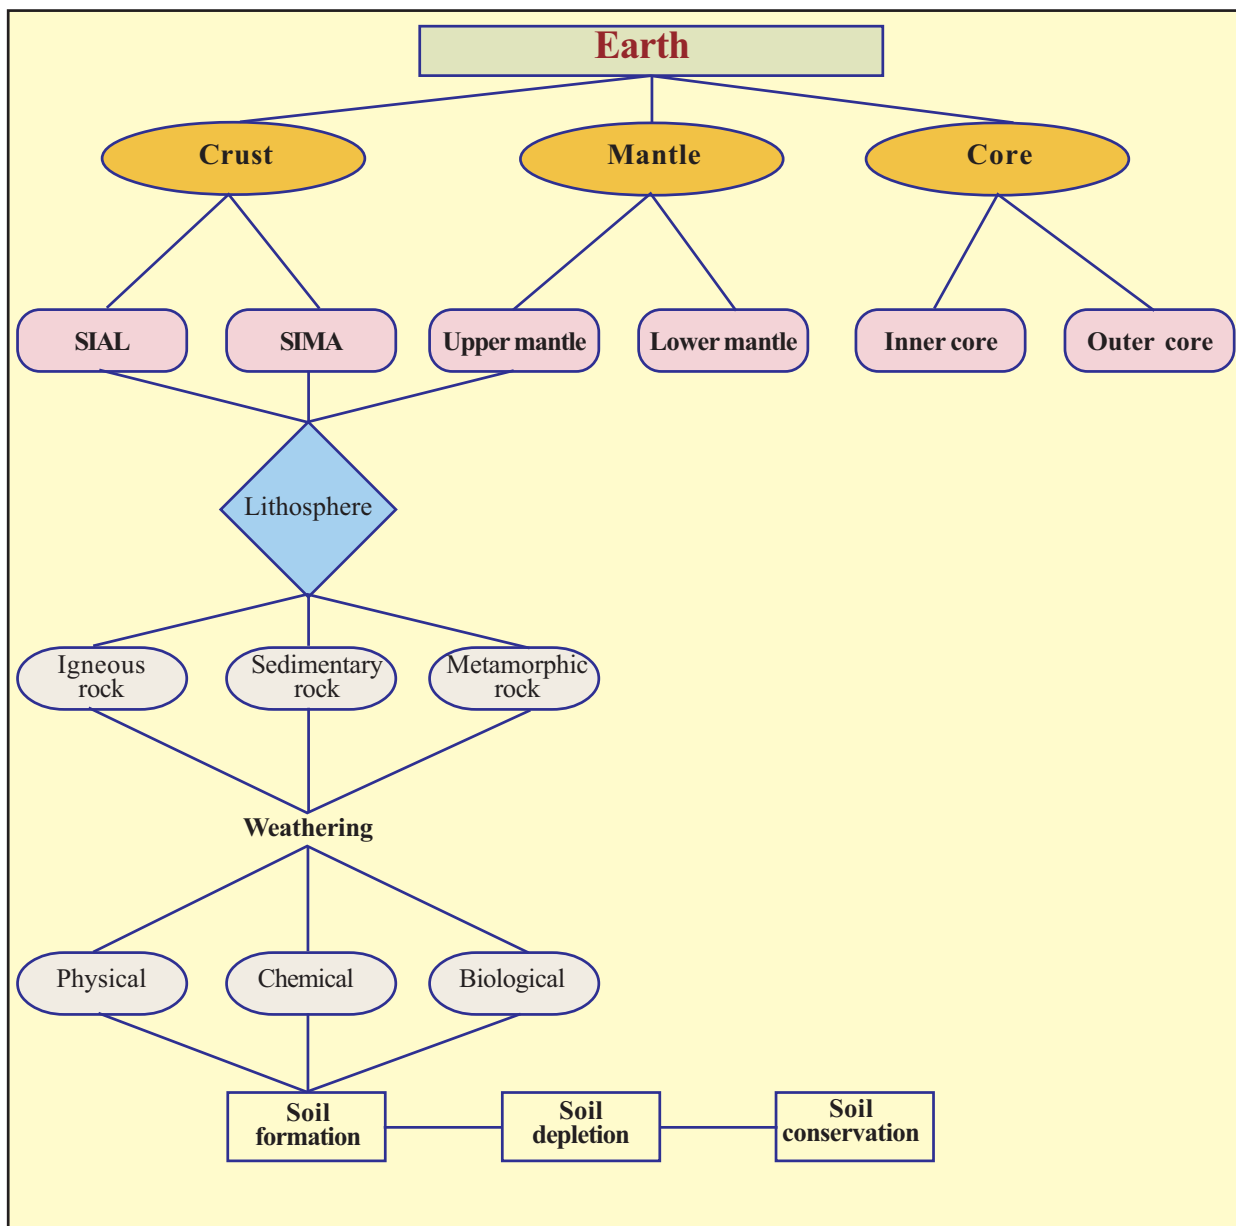 Earth
Crust
Mantle
Core
SIAL
SIMA
Upper mantle
Lower mantle
Inner core
Outer core
Lithosphere
Igneous
rock
Sedimentary
rock
Metamorphic
rock
Weathering
Physical
Chemical
Biological
Soil
formation
Soil
depletion
Soil
conservation